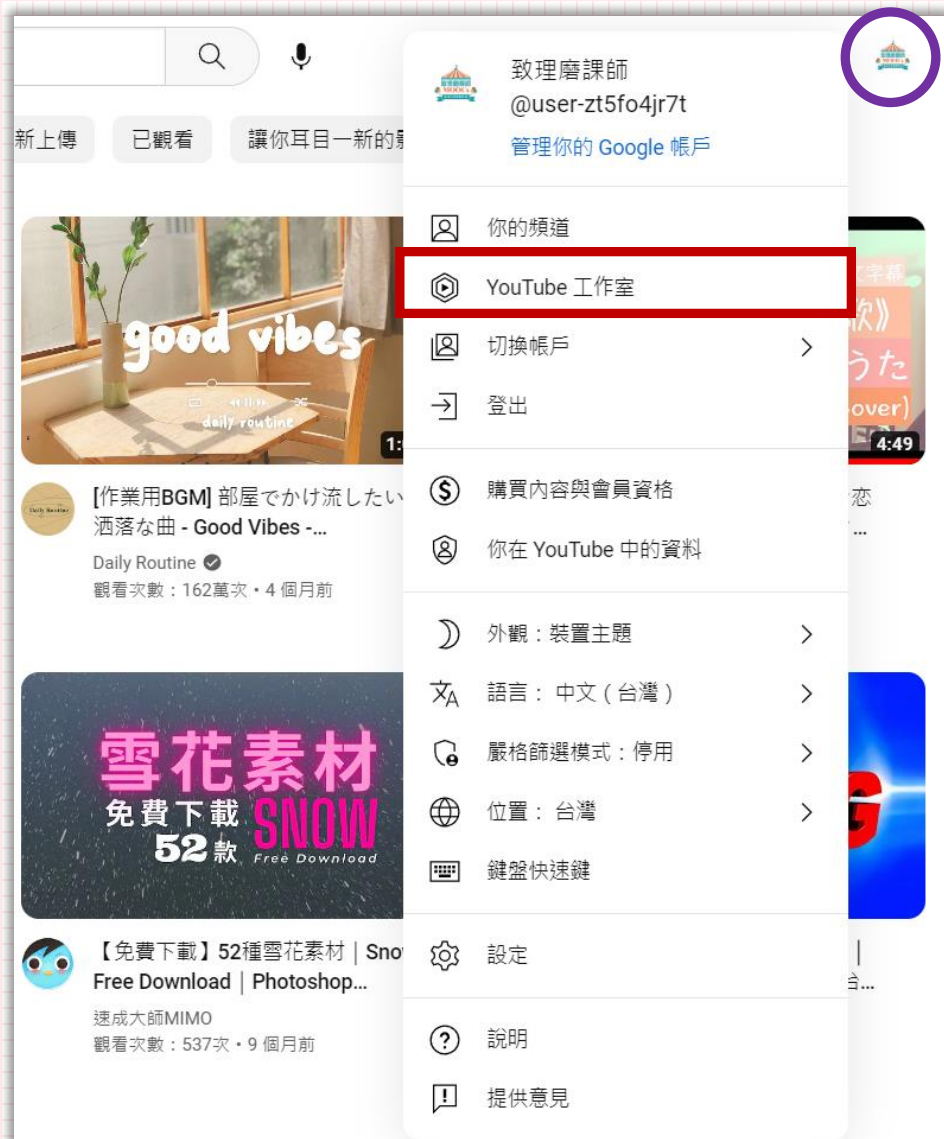 致理磨課師
@user-zt5fo4jr7t
管理你的 Google 帳戶
新上傳
已觀看
讓你耳目一新的
你的頻道
YouTube 工作室
切換帳戶
登出
購買內容與會員資格
你在 YouTube 中的資料
外觀：裝置主題
語言： 中文（台灣）
嚴格篩選模式：停用
位置： 台灣
鍵盤快速鍵
設定
說明
提供意見
good vibes
daily routine
1:
[作業用BGM] 部屋でかけ流したい
洒落な曲 - Good Vibes -...
Daily Routine
觀看次數：162萬次・4 個月前
字幕
歌》
うた
over)
4:49
恋
...
雪花素材
免費下載 SNOW
52款 Free Download
【免費下載】52種雪花素材｜Sno
Free Download｜Photoshop...
速成大師MIMO
觀看次數：537次・9 個月前
G
｜
台...